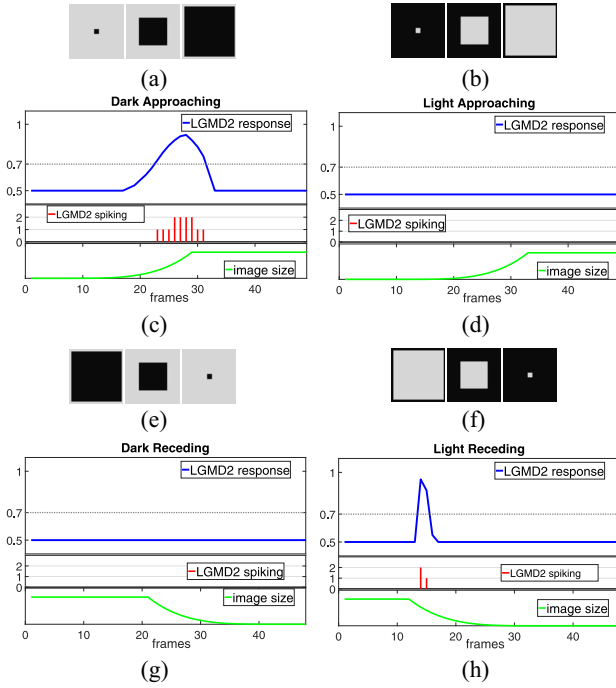 (a)
(b)
Dark Approaching
1
LGMD2 response
0.7
0.5
LGMD2 spiking
2
1
0
image size
0 10 20 30 40
frames
(c)
Light Approaching
1
LGMD2 response
0.7
0.5
2
LGMD2 spiking
1
0
image size
0 10 20 30 40
frames
(d)
(e)
(f)
Dark Receding
1
LGMD2 response
0.7
0.5
2
LGMD2 spiking
1
0
image size
0 10 20 30 40
frames
(g)
Light Receding
1
LGMD2 response
0.7
0.5
2
LGMD2 spiking
1
0
image size
0 10 20 30 40
frames
(h)